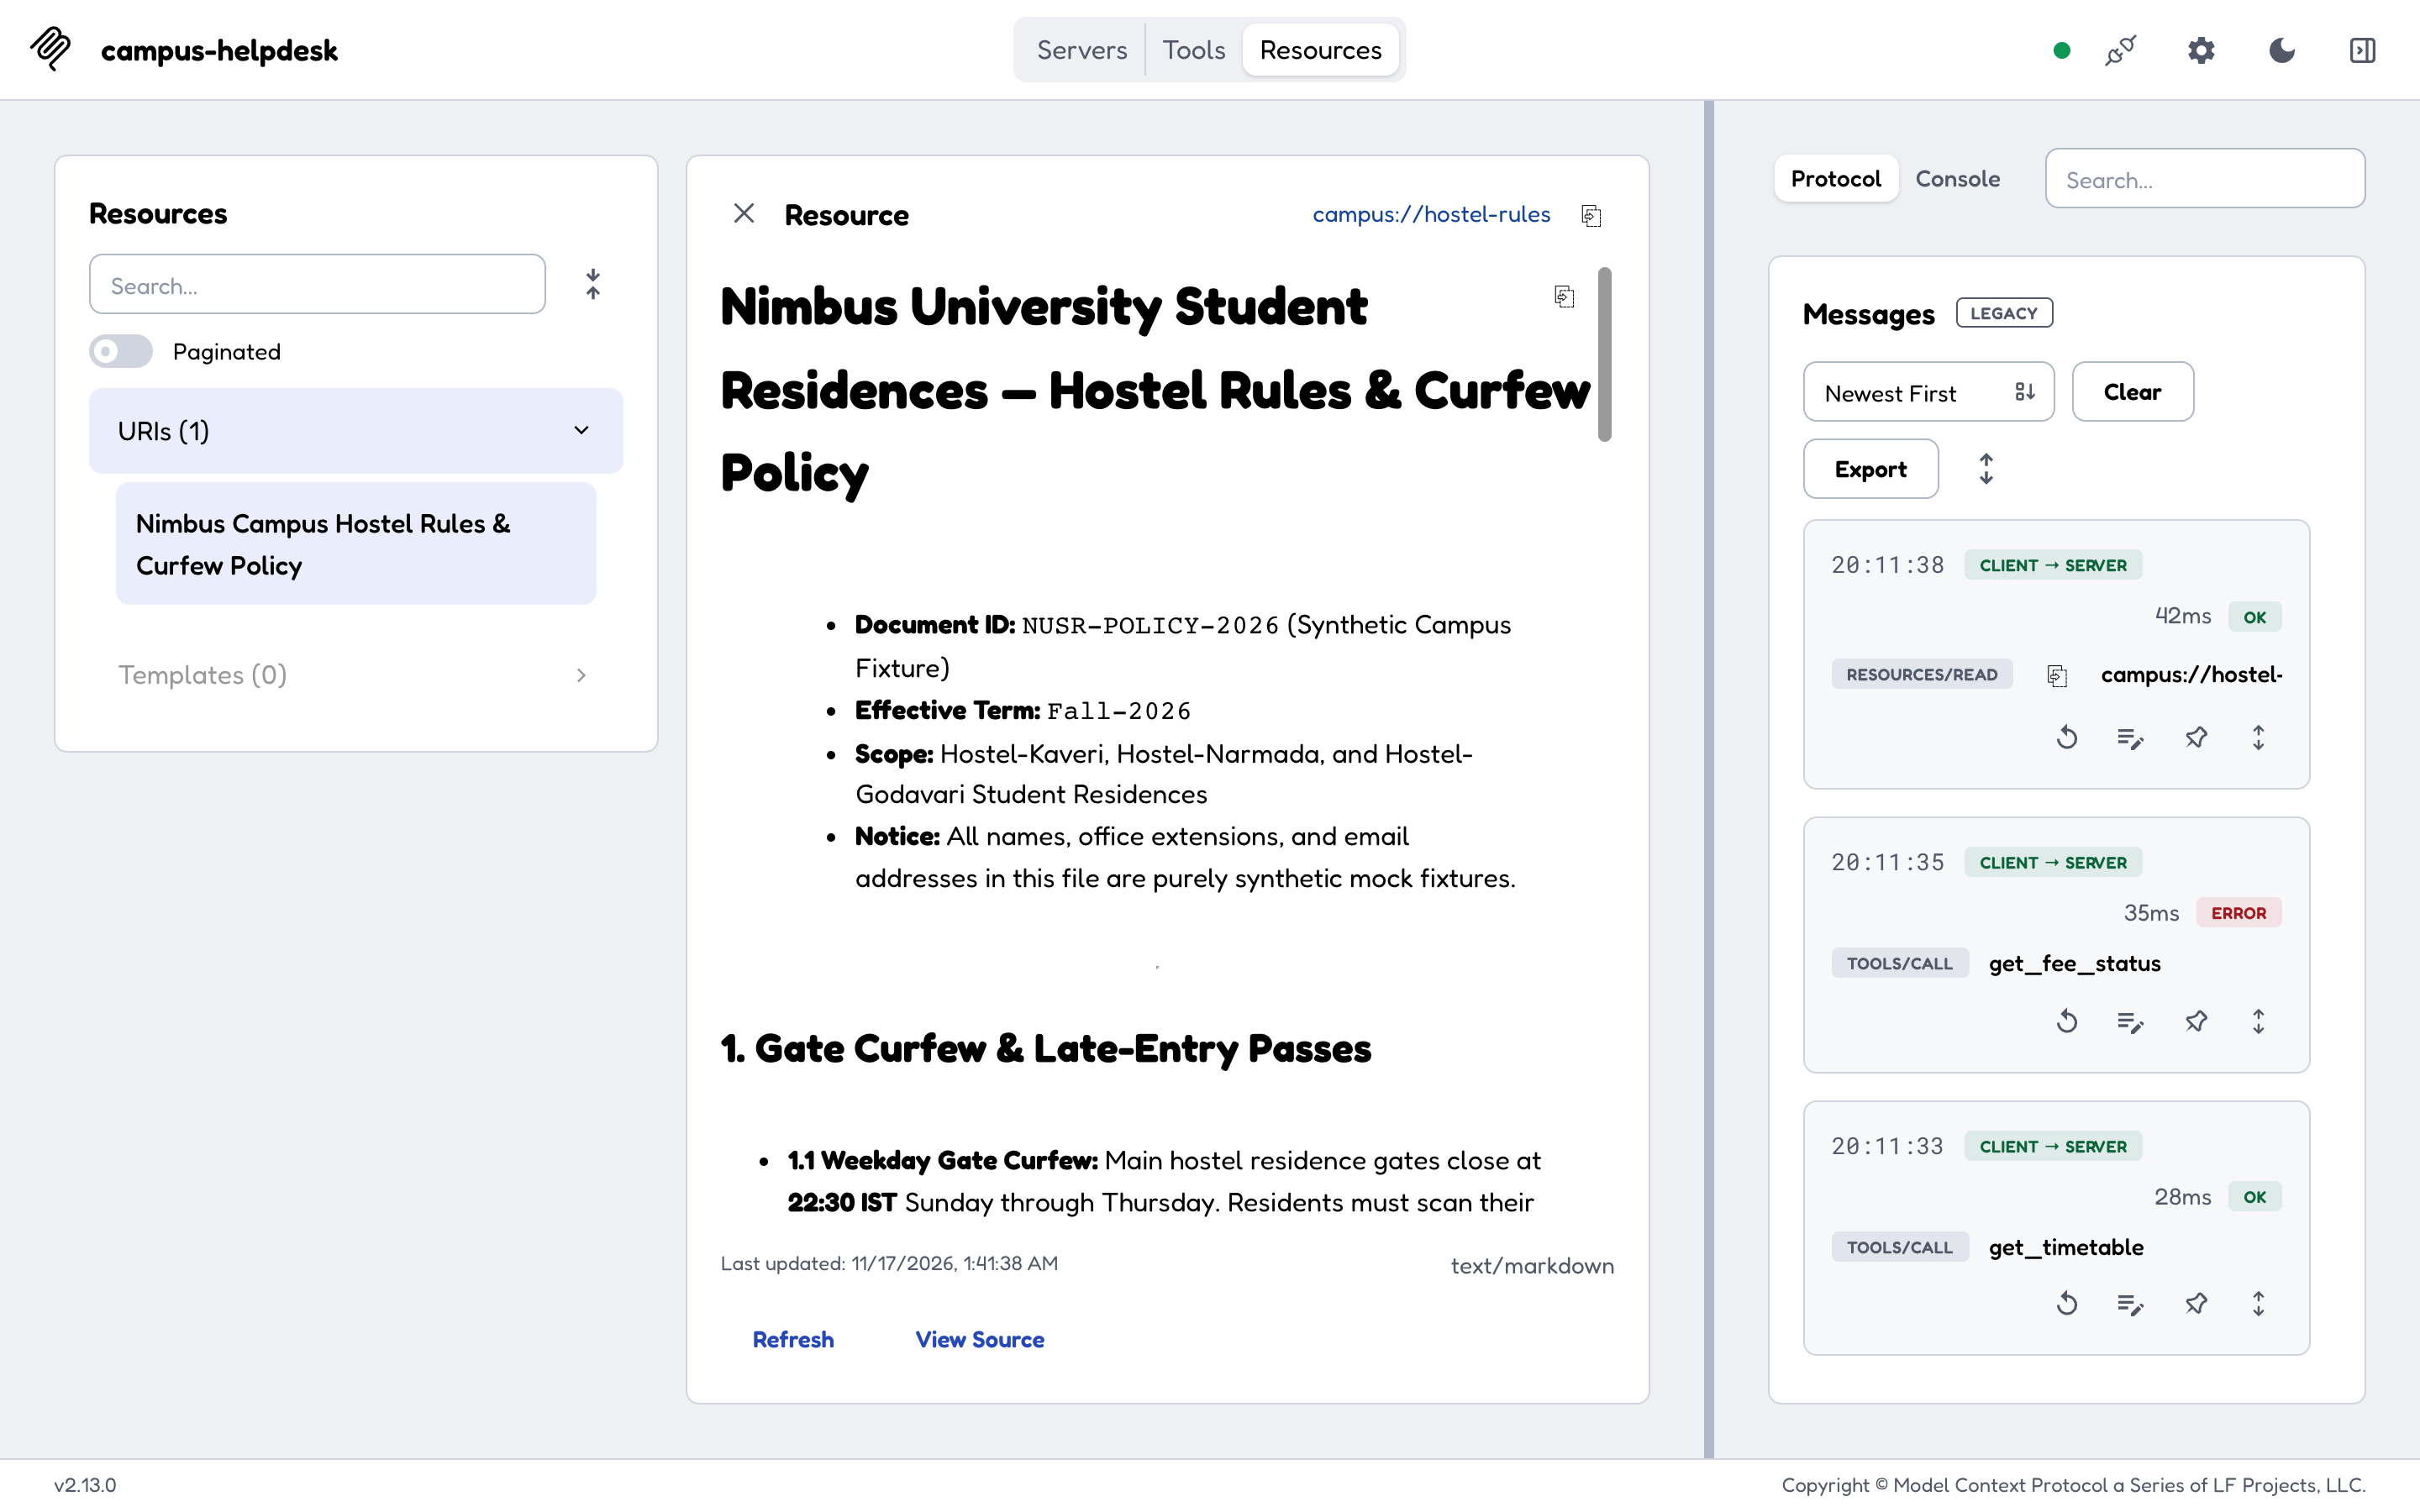 campus-helpdesk
Servers
Tools
Resources
Resources
Search...
Paginated
URIs (1)
Nimbus Campus Hostel Rules &
Curfew Policy
Templates (0)
Resource
campus://hostel-rules
Nimbus University Student
Residences — Hostel Rules & Curfew
Policy
• Document ID: NUSR-POLICY-2026 (Synthetic Campus
Fixture)
• Effective Term: Fall-2026
• Scope: Hostel-Kaveri, Hostel-Narmada, and Hostel-
Godavari Student Residences
• Notice: All names, office extensions, and email
addresses in this file are purely synthetic mock fixtures.
1. Gate Curfew & Late-Entry Passes
• 1.1 Weekday Gate Curfew: Main hostel residence gates close at
22:30 IST Sunday through Thursday. Residents must scan their
Last updated: 11/17/2026, 1:41:38 AM
text/markdown
Refresh
View Source
Protocol
Console
Search...
Messages
LEGACY
Newest First
Clear
Export
20:11:38 CLIENT → SERVER
42ms OK
RESOURCES/READ campus://hostel-
20:11:35 CLIENT → SERVER
35ms ERROR
TOOLS/CALL get_fee_status
20:11:33 CLIENT → SERVER
28ms OK
TOOLS/CALL get_timetable
v2.13.0
Copyright © Model Context Protocol a Series of LF Projects, LLC.